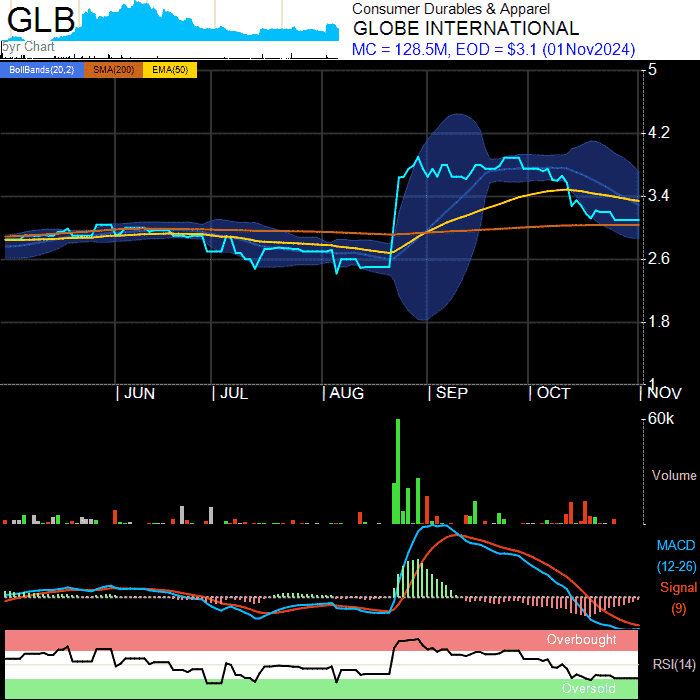 GLB
5yr Chart
Consumer Durables & Apparel
GLOBE INTERNATIONAL
MC = 128.5M, EOD = $3.1 (01Nov2024)
BollBands(20,2) SMA(200) EMA(50)
5
4.2
3.4
2.6
1.8
1
JUN JUL AUG SEP OCT NOV
60k
Volume
MACD
(12-26)
Signal
(9)
Overbought
RSI(14)
Oversold